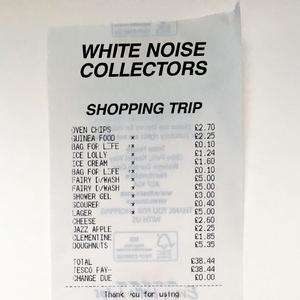 WHITE NOISE
COLLECTORS
SHOPPING TRIP
OVEN CHIPS £2.70
GUINEA FOOD * £2.25
BAG FOR LIFE * £0.10
ICE LOLLY * £1.24
ICE CREAM * £1.60
BAG FOR LIFE * £0.10
FAIRY D/WASH * £5.00
FAIRY D/WASH * £5.00
SHOWER GEL * £3.00
SCOURER * £0.40
LAGER * £5.00
CHEESE £2.60
JAZZ APPLE £2.25
CLEMENTINE £1.85
DOUGHNUTS £5.35
TOTAL £38.44
TESCO PAY- £38.44
CHANGE DUE £0.00
Thank you for using